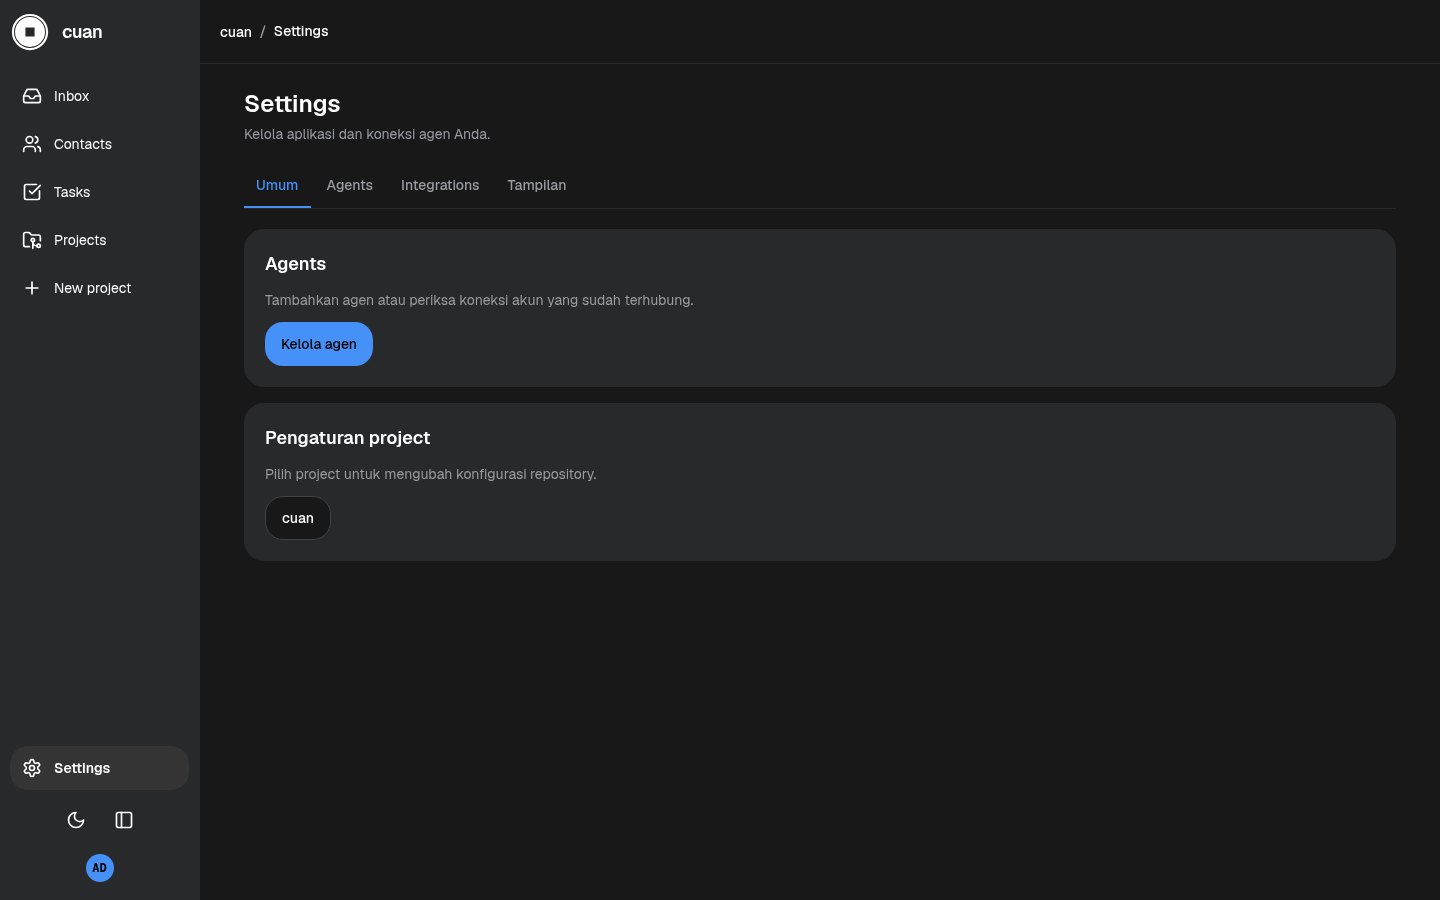 cuan
Inbox
Contacts
Tasks
Projects
New project
Settings
AD
cuan / Settings
Settings
Kelola aplikasi dan koneksi agen Anda.
Umum Agents Integrations Tampilan
Agents
Tambahkan agen atau periksa koneksi akun yang sudah terhubung.
Kelola agen
Pengaturan project
Pilih project untuk mengubah konfigurasi repository.
cuan